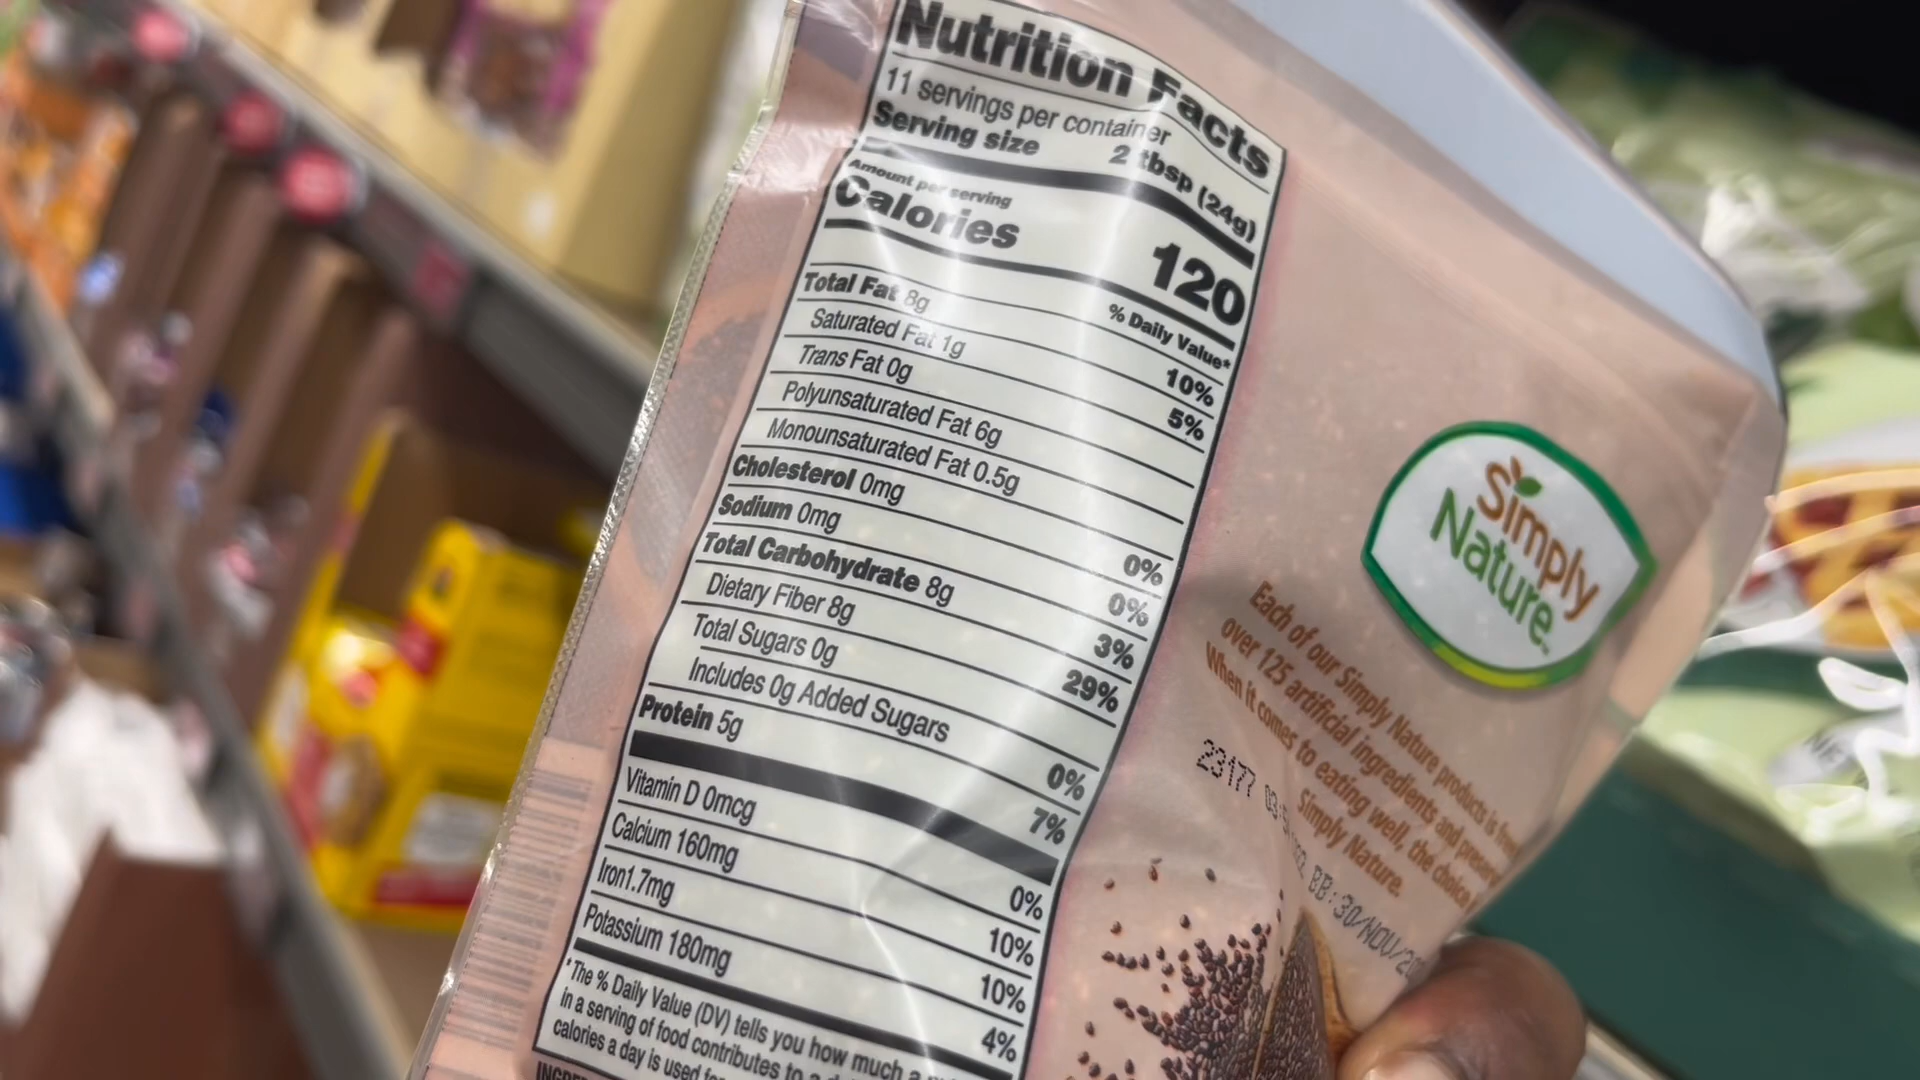 Nutrition Facts
11 servings per container
Serving size 2 tbsp (24g)
Amount per serving
Calories 120
% Daily Value*
Total Fat 8g 10%
Saturated Fat 1g 5%
Trans Fat 0g
Polyunsaturated Fat 6g
Monounsaturated Fat 0.5g
Cholesterol 0mg 0%
Sodium 0mg 0%
Total Carbohydrate 8g 3%
Dietary Fiber 8g 29%
Total Sugars 0g
Includes 0g Added Sugars 0%
Protein 5g 7%
Vitamin D 0mcg 0%
Calcium 160mg 10%
Iron1.7mg 10%
Potassium 180mg 4%
*The % Daily Value (DV) tells you how much a
in a serving of food contributes to a
calories a day is used
Simply
Nature™
Each of our Simply Nature products is
over 125 artificial ingredients and
When it comes to eating well, the choice
Simply Nature.
23177
BB:30/NOV/